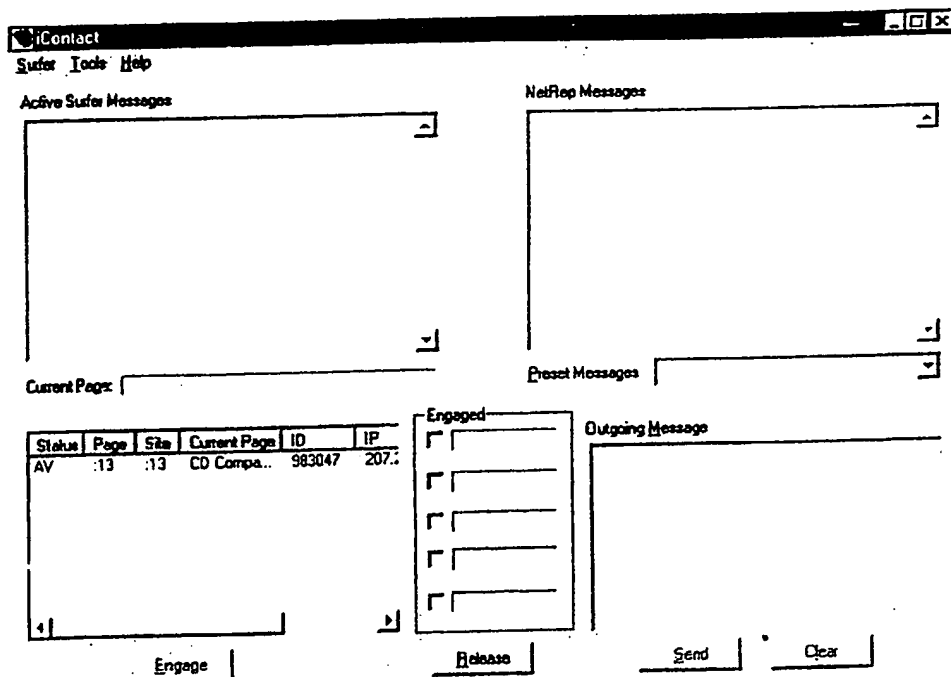 iContact
Surfer Tools Help
Active Surfer Messages
NetRep Messages
Current Page:
Preset Messages
Status Page Site Current Page ID IP
AV :13 :13 CD Compa... 983047 207.
Engaged
Outgoing Message
Engage
Release
Send
Clear